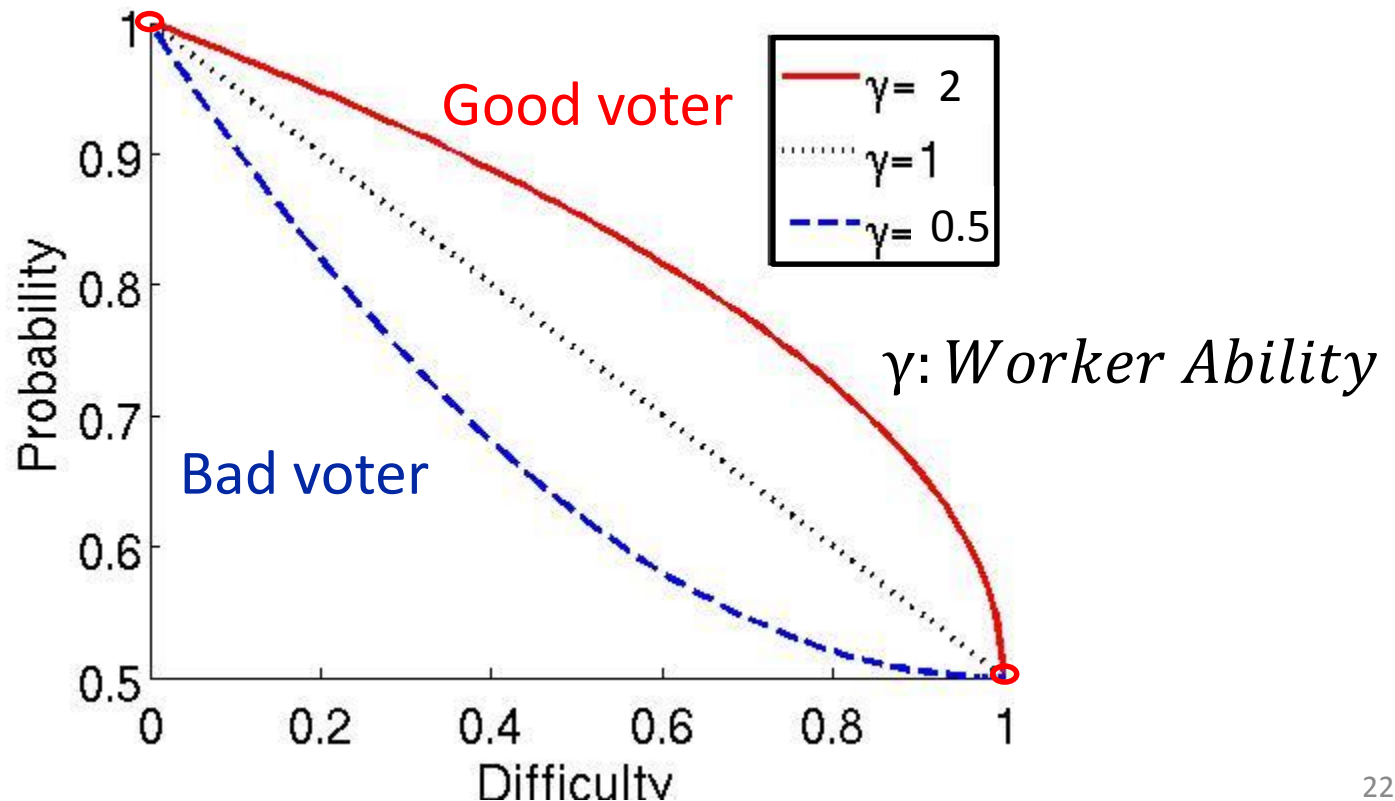 1
Good voter
γ= 2
γ=1
γ= 0.5
0.9
0.8
Probability
γ: Worker Ability
0.7
Bad voter
0.6
0.5
0 0.2 0.4 0.6 0.8 1
Difficulty
22